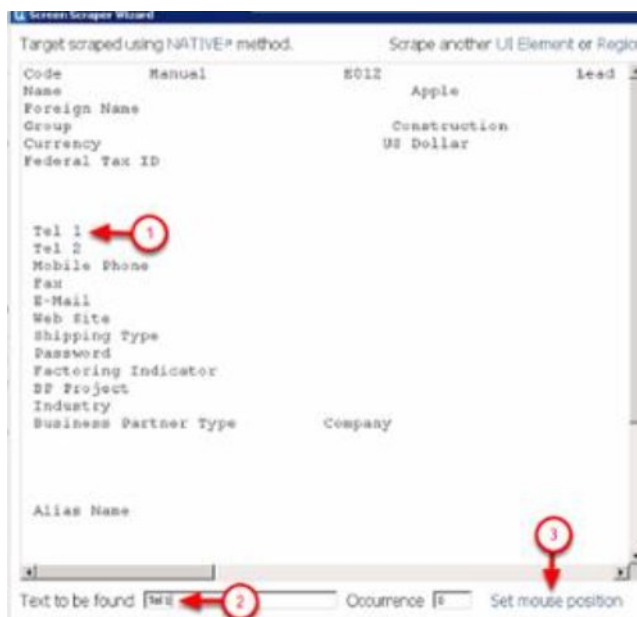 Screen Scraper Wizard
Target scraped using NATIVE method. Scrape another UI Element or Regio
Code Manual E012 Lead
Name Apple
Foreign Name
Group Construction
Currency US Dollar
Federal Tax ID
Tel 1 1
Tel 2
Mobile Phone
Fax
E-Mail
Web Site
Shipping Type
Password
Factoring Indicator
BP Project
Industry
Business Partner Type Company
Alias Name
3
Text to be found Tel 1 2 Occurrence 0 Set mouse position